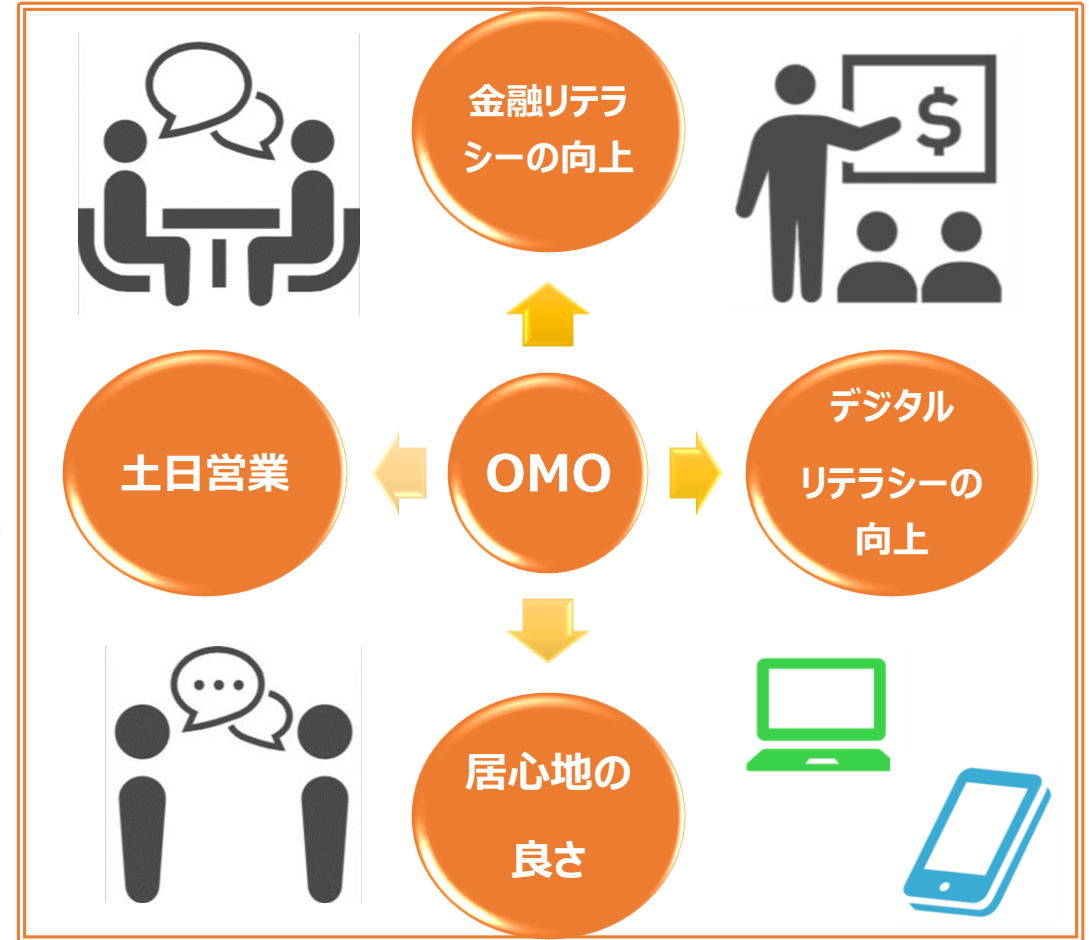 金融リテラ
シーの向上
$
土日営業
OMO
デジタル
リテラシーの
向上
居心地の
良さ